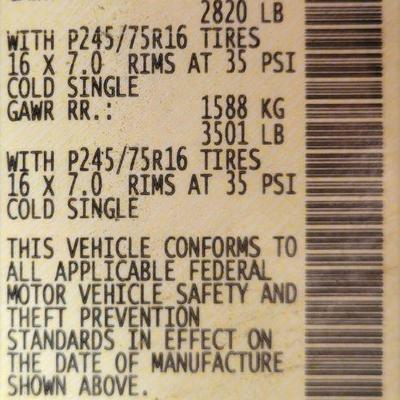 2820 LB
WITH P245/75R16 TIRES
16 X 7.0 RIMS AT 35 PSI
COLD SINGLE
GAWR RR.: 1588 KG
3501 LB
WITH P245/75R16 TIRES
16 X 7.0 RIMS AT 35 PSI
COLD SINGLE
THIS VEHICLE CONFORMS TO
ALL APPLICABLE FEDERAL
MOTOR VEHICLE SAFETY AND
THEFT PREVENTION
STANDARDS IN EFFECT ON
THE DATE OF MANUFACTURE
SHOWN ABOVE.